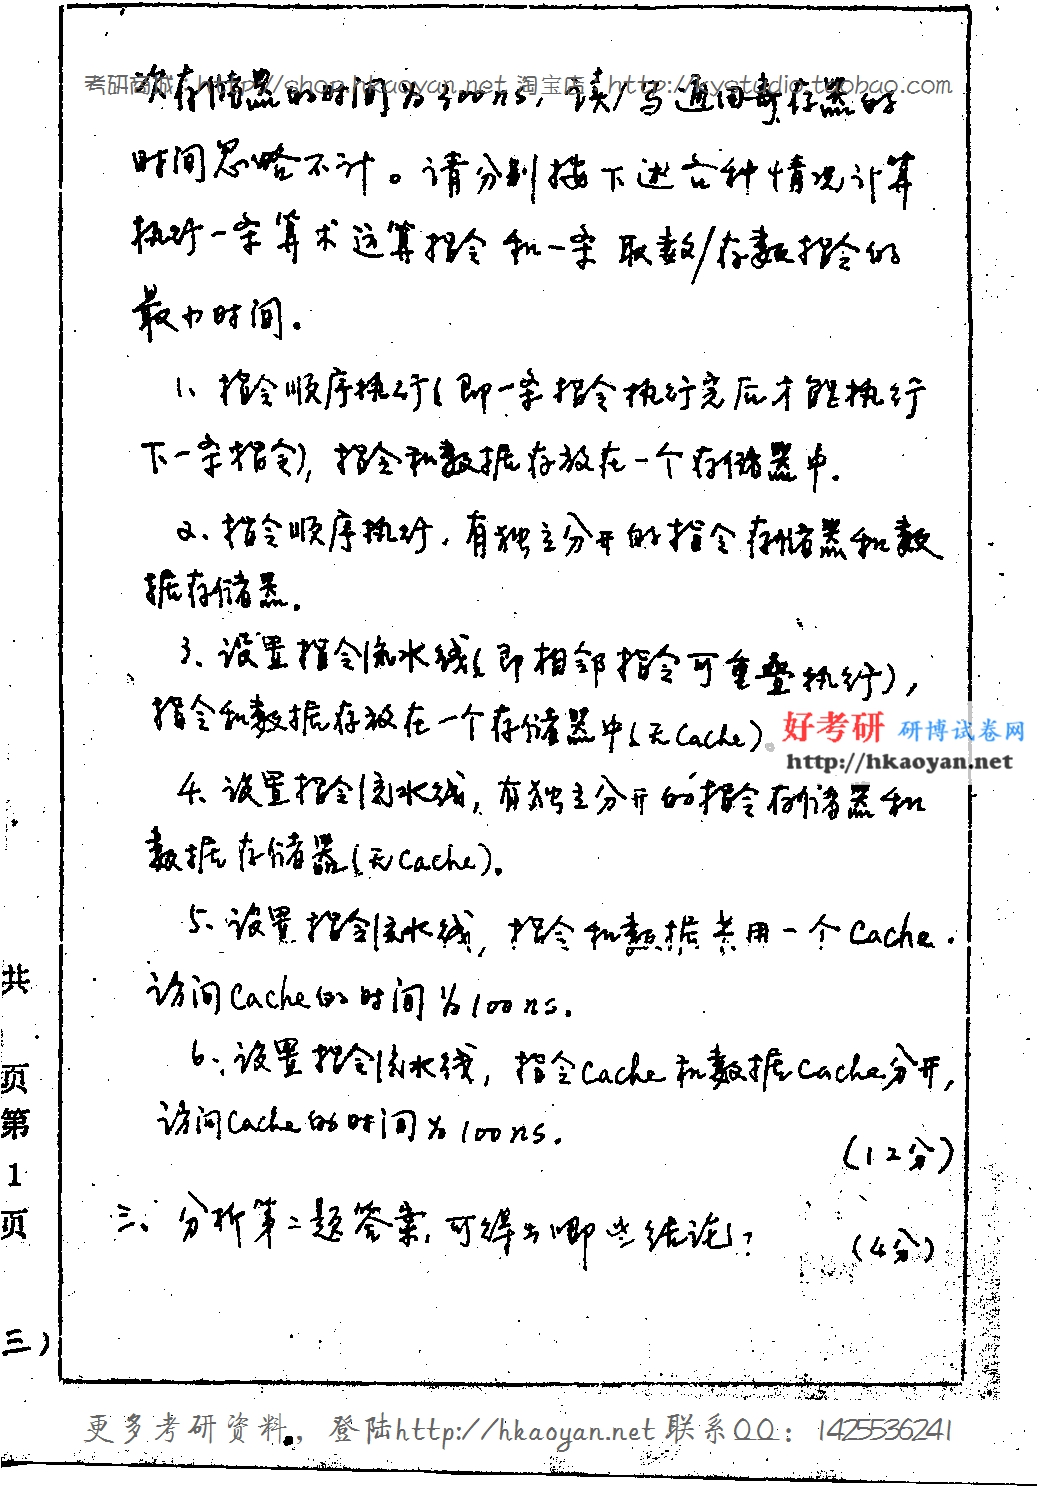 考研商城：http://shop.hkaoyan.net 淘宝店：http://kystudio.taobao.com
次存储器的时间为400ns，读/写通用寄存器的
时间忽略不计。请分别按下述六种情况计算
执行一条算术运算指令和一条取数/存数指令的
最少时间。
1、指令顺序执行(即一条指令执行完后才能执行
下一条指令)，指令和数据存放在一个存储器中.
2、指令顺序执行，有独立分开的指令存储器和数
据存储器.
3、设置指令流水线(即相邻指令可重叠执行)，
指令和数据存放在一个存储器中(无Cache)。
好考研 研博试卷网
http://hkaoyan.net
4、设置指令流水线，有独立分开的指令存储器和
数据存储器(无Cache)。
5、设置指令流水线，指令和数据共用一个Cache.
访问Cache的时间为100ns.
6、设置指令流水线，指令Cache和数据Cache分开，
访问Cache的时间为100ns.
(12分)
三、分析第二题答案，可得出哪些结论？
(4分)
共
页
第
1
页
三)
更多考研资料，登陆http://hkaoyan.net 联系QQ：1425536241